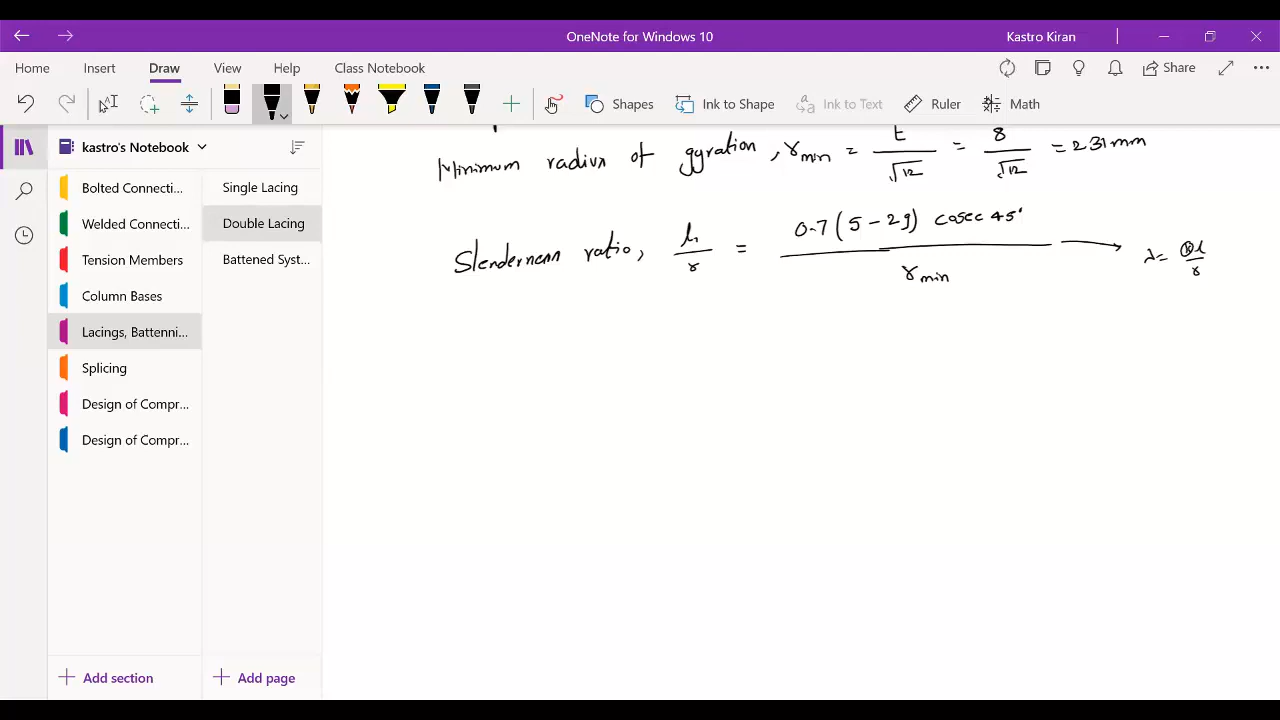 OneNote for Windows 10
Kastro Kiran
Home Insert Draw View Help Class Notebook
Share
Shapes Ink to Shape Ink to Text Ruler Math
kastro's Notebook
Bolted Connecti...
Welded Connecti...
Tension Members
Column Bases
Lacings, Battenni...
Splicing
Design of Compr...
Design of Compr...
Add section
Single Lacing
Double Lacing
Battened Syst...
Add page
Minimum radius of gyration, rmin = t/√12 = 8/√12 = 2.31mm
Slenderness ratio, l1/r = 0.7(S-2g) cosec 45°/rmin → λ = kl/r